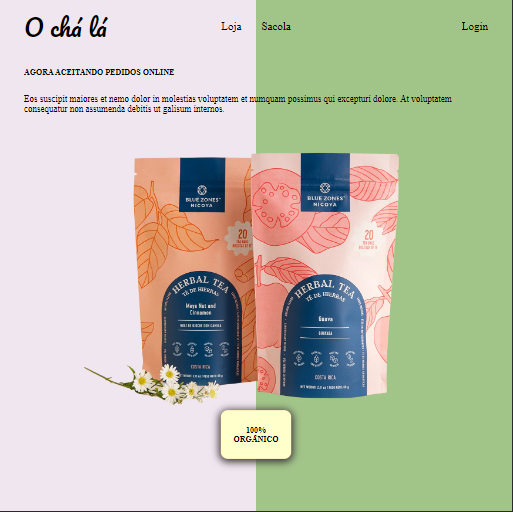 O chá lá
Loja
Sacola
Login
AGORA ACEITANDO PEDIDOS ONLINE
Eos suscipit maiores et nemo dolor in molestias voluptatem et numquam possimus qui excepturi dolore. At voluptatem
consequatur non assumenda debitis ut galisum internos.
BLUE ZONES
NICOYA
20
HERBAL TEA
TÉ DE HIERBAS
Maya Nut and
Cinnamon
COSTA RICA
BLUE ZONES
NICOYA
20
HERBAL TEA
TÉ DE HIERBAS
Guava
GUAYABA
COSTA RICA
100%
ORGÂNICO